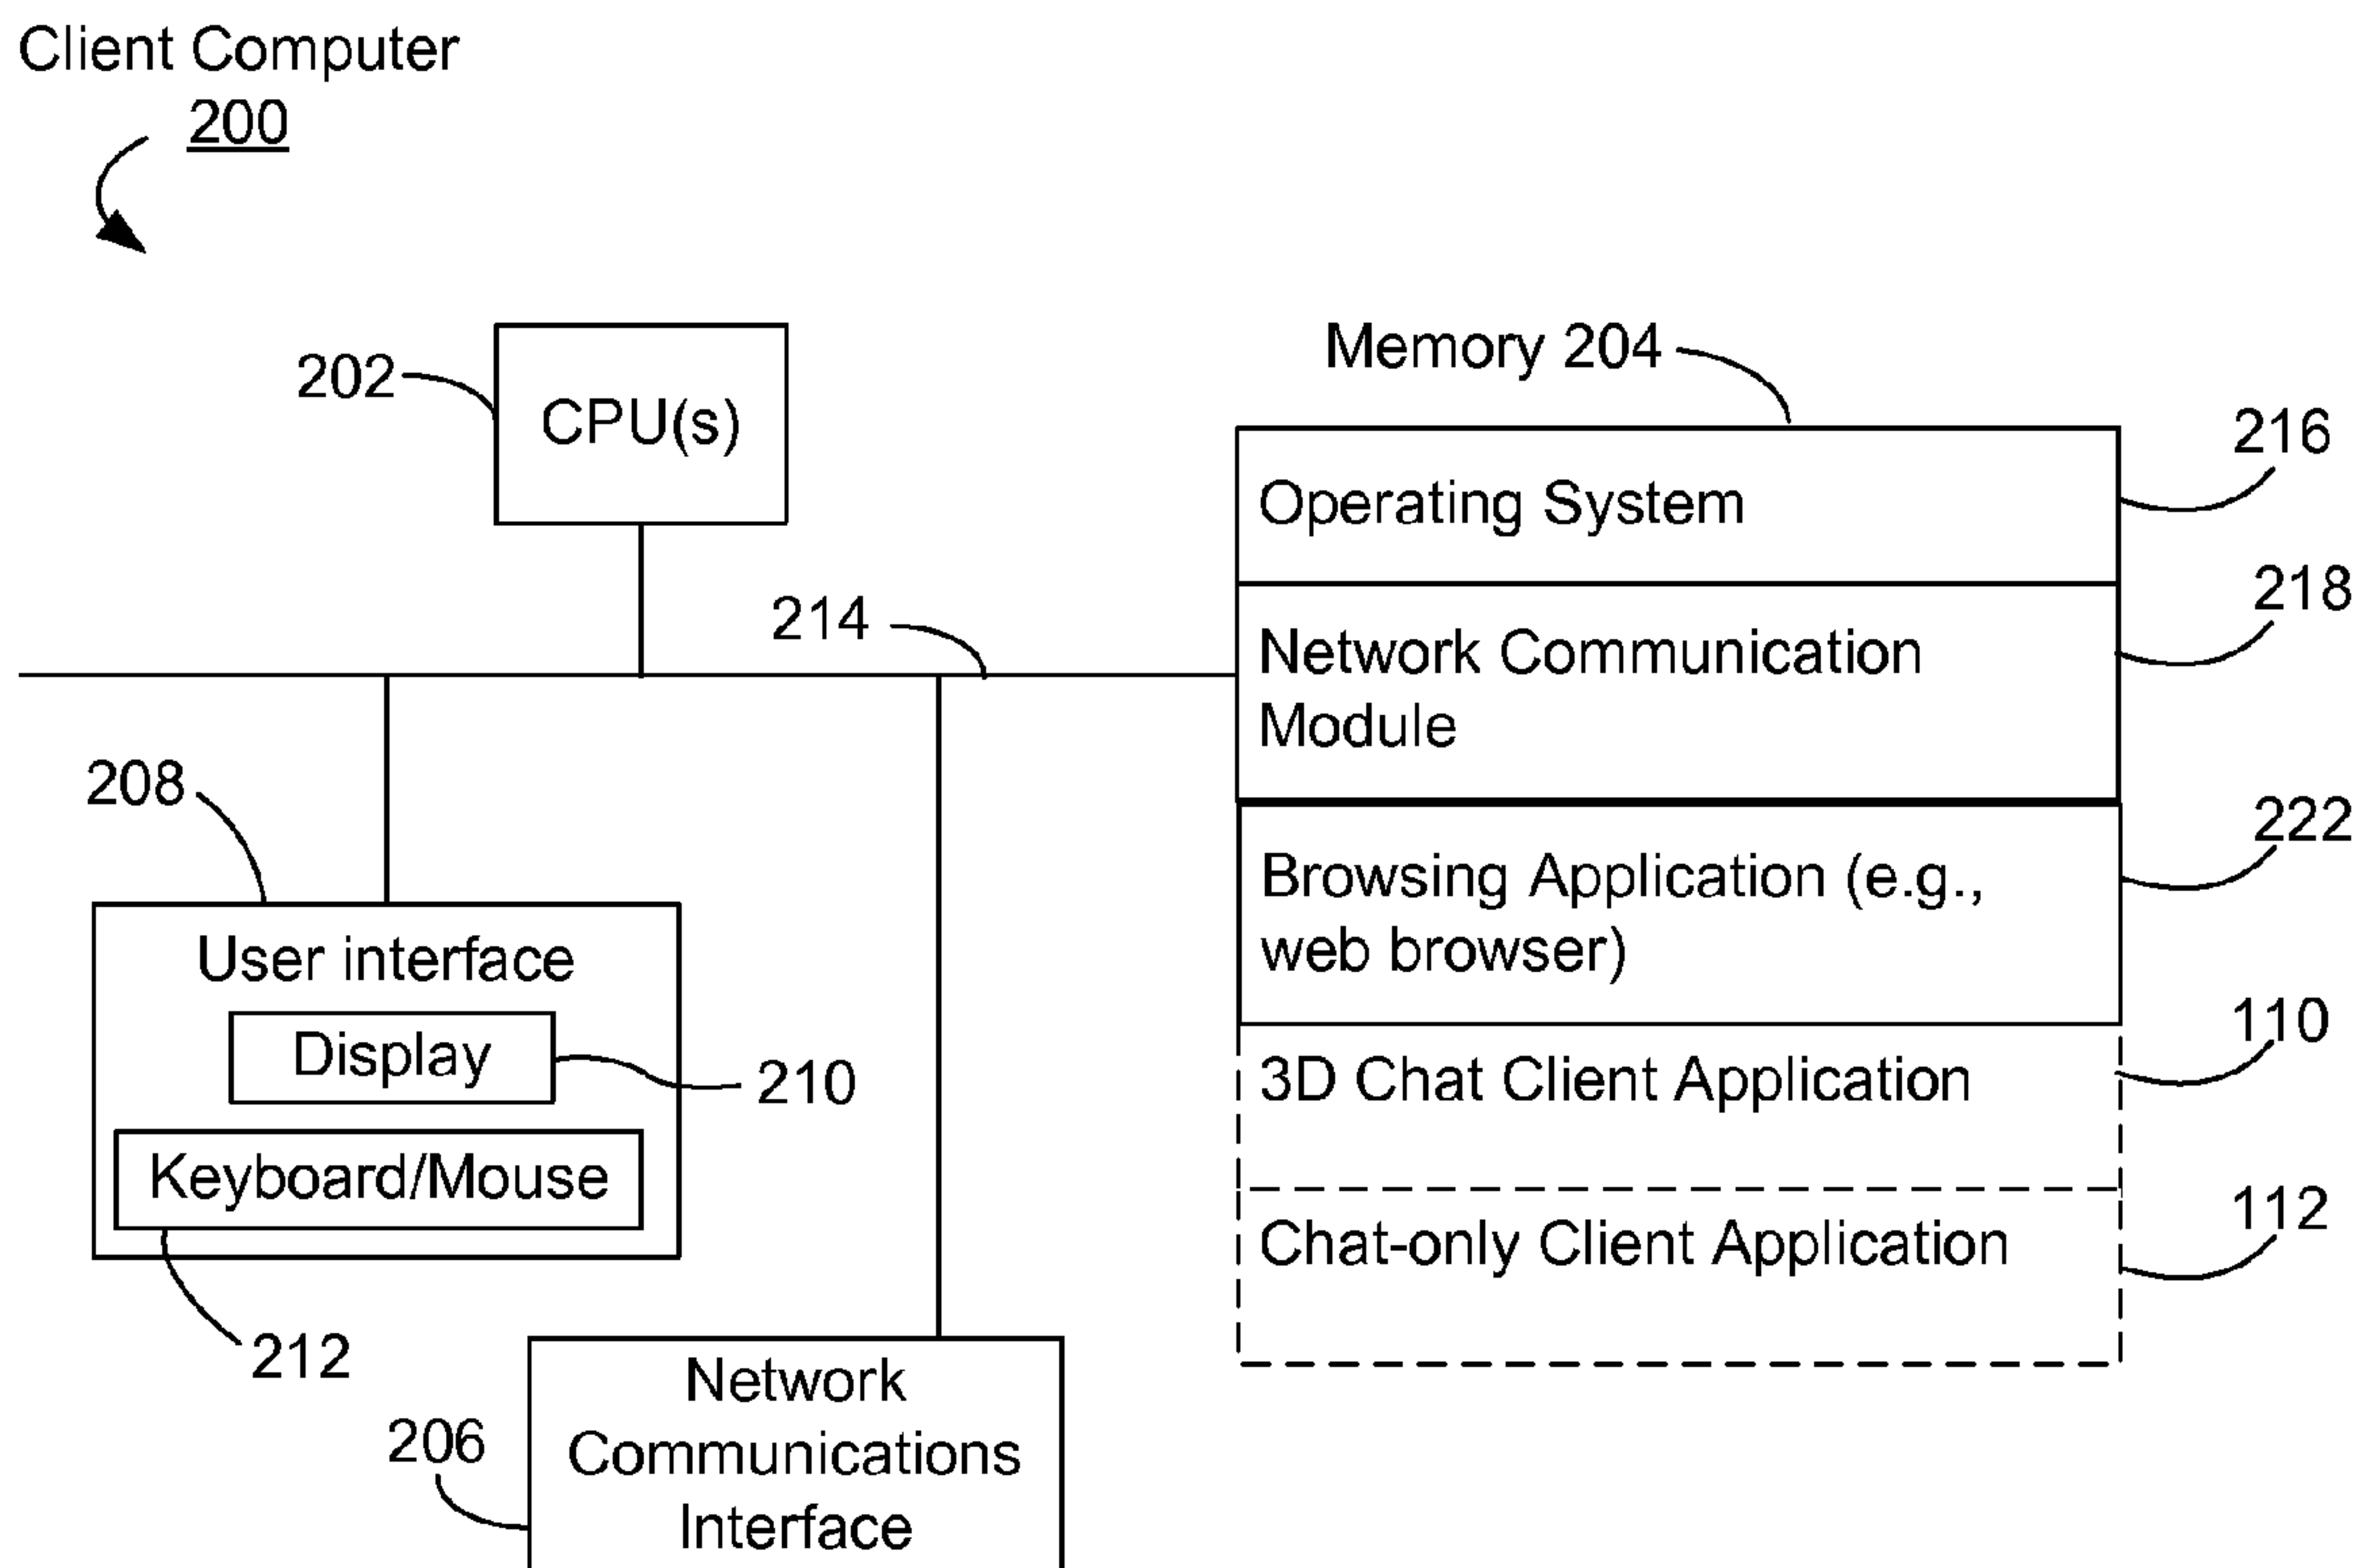 Client Computer
200
202
CPU(s)
Memory 204
216
Operating System
218
214
Network Communication
Module
208
222
Browsing Application (e.g.,
web browser)
User interface
Display
210
110
3D Chat Client Application
Keyboard/Mouse
112
Chat-only Client Application
212
206
Network
Communications
Interface